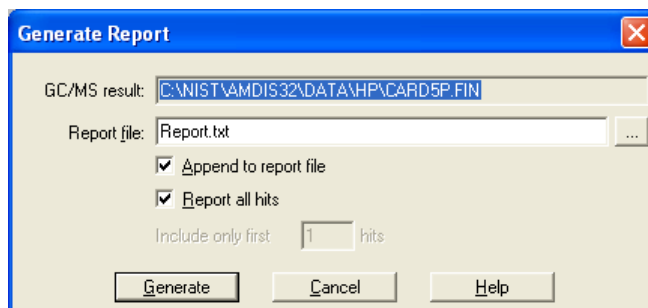 Generate Report
GC/MS result: C:\NIST\AMDIS32\DATA\HP\CARD5P.FIN
Report file: Report.txt ...
Append to report file
Report all hits
Include only first 1 hits
Generate Cancel Help